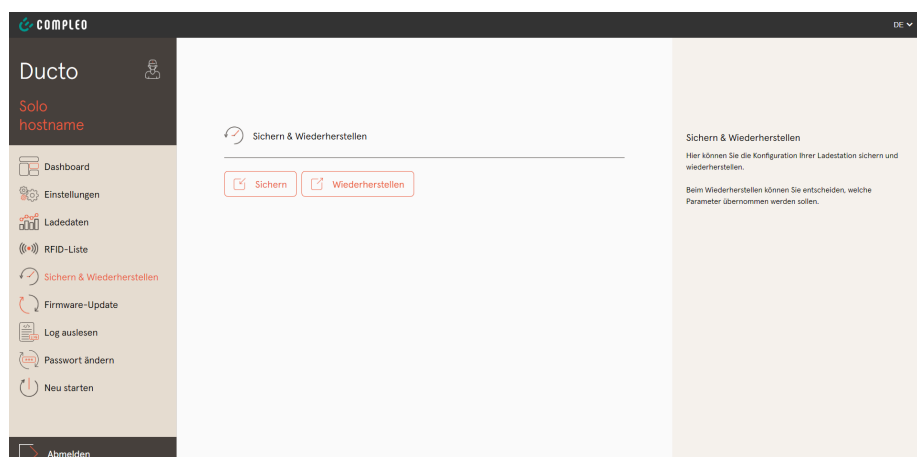 COMPLEO
DE
Ducto
Solo
hostname
Dashboard
Einstellungen
Ladedaten
RFID-Liste
Sichern & Wiederherstellen
Firmware-Update
Log auslesen
Passwort ändern
Neu starten
Abmelden
Sichern & Wiederherstellen
Sichern
Wiederherstellen
Sichern & Wiederherstellen
Hier können Sie die Konfiguration Ihrer Ladestation sichern und
wiederherstellen.
Beim Wiederherstellen können Sie entscheiden, welche
Parameter übernommen werden sollen.